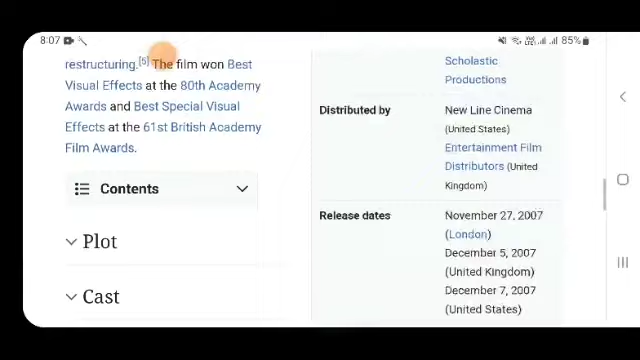 8:07
85%
restructuring.[5] The film won Best
Visual Effects at the 80th Academy
Awards and Best Special Visual
Effects at the 61st British Academy
Film Awards.
Contents
Plot
Cast
Scholastic
Productions
Distributed by
New Line Cinema
(United States)
Entertainment Film
Distributors (United
Kingdom)
Release dates
November 27, 2007
(London)
December 5, 2007
(United Kingdom)
December 7, 2007
(United States)